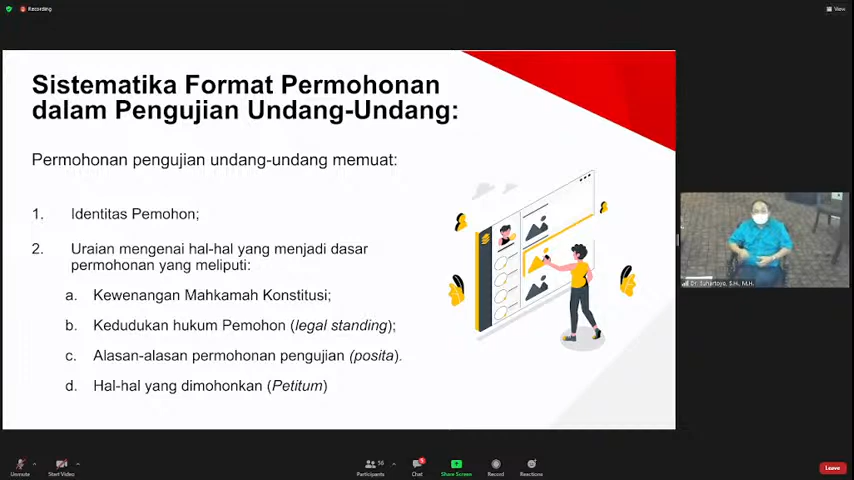 Recording
View
Sistematika Format Permohonan
dalam Pengujian Undang-Undang:
Permohonan pengujian undang-undang memuat:
1. Identitas Pemohon;
2. Uraian mengenai hal-hal yang menjadi dasar
permohonan yang meliputi:
a. Kewenangan Mahkamah Konstitusi;
b. Kedudukan hukum Pemohon (legal standing);
c. Alasan-alasan permohonan pengujian (posita).
d. Hal-hal yang dimohonkan (Petitum)
Dr. Suhartoyo, S.H., M.H.
Unmute
Start Video
Participants
56
Chat
Share Screen
Record
Reactions
Leave